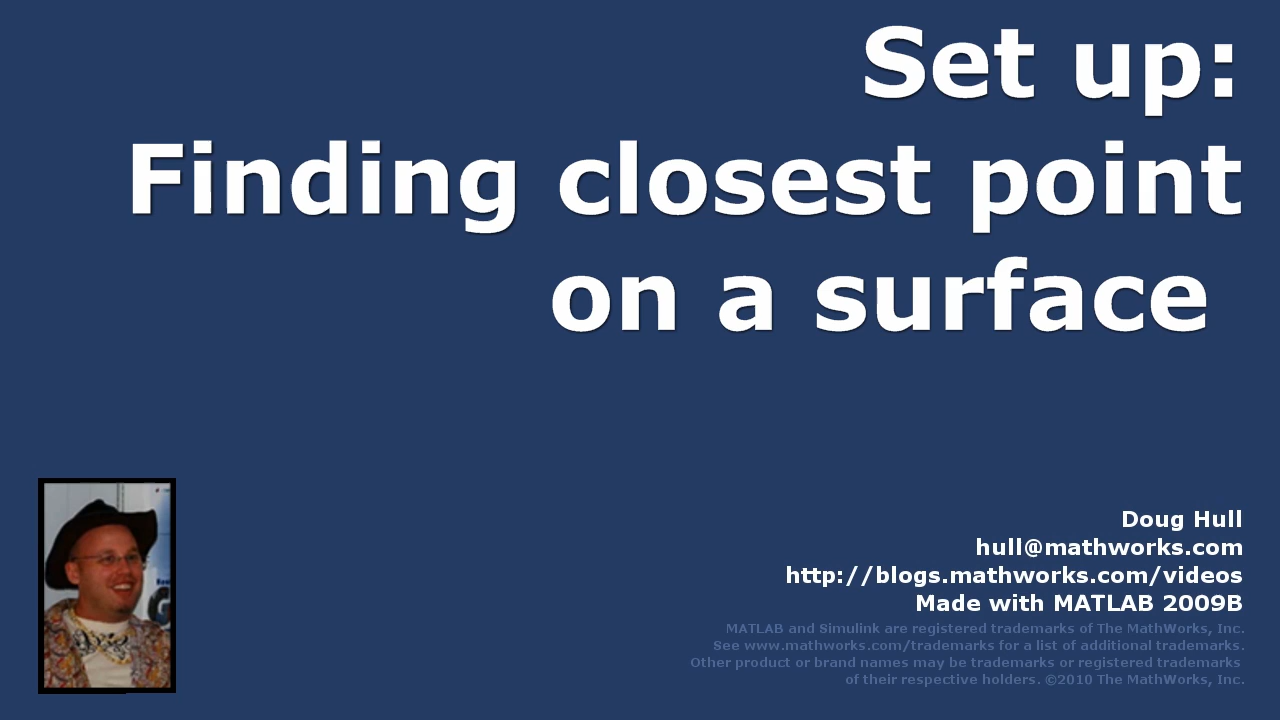 Set up:
Finding closest point
on a surface
Doug Hull
hull@mathworks.com
http://blogs.mathworks.com/videos
Made with MATLAB 2009B
MATLAB and Simulink are registered trademarks of The MathWorks, Inc.
See www.mathworks.com/trademarks for a list of additional trademarks.
Other product or brand names may be trademarks or registered trademarks
of their respective holders. ©2010 The MathWorks, Inc.